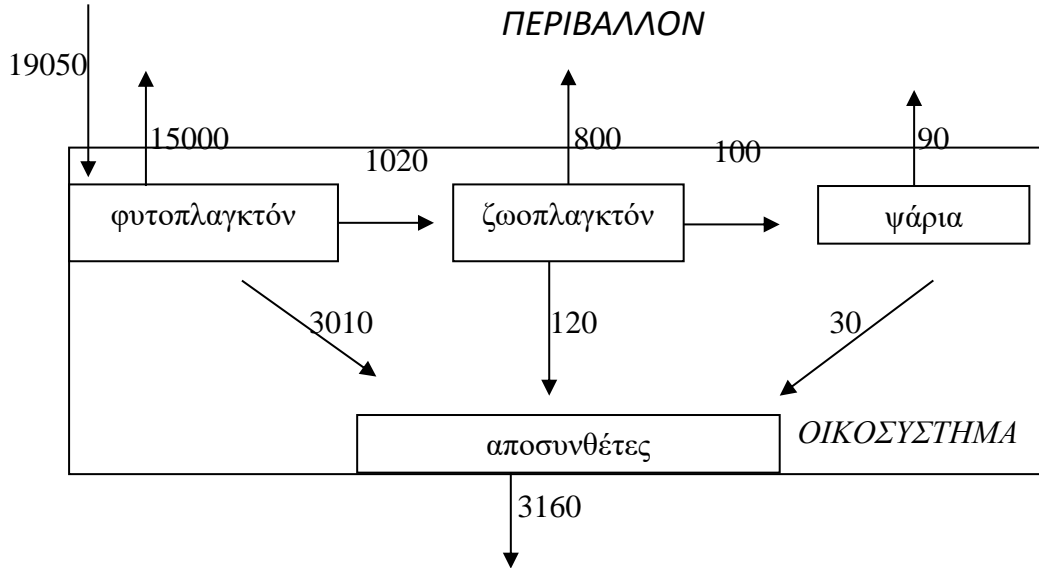 ΠΕΡΙΒΑΛΛΟΝ
19050
15000
1020
800
100
90
φυτοπλαγκτόν
ζωοπλαγκτόν
ψάρια
3010
120
30
αποσυνθέτες
ΟΙΚΟΣΥΣΤΗΜΑ
3160